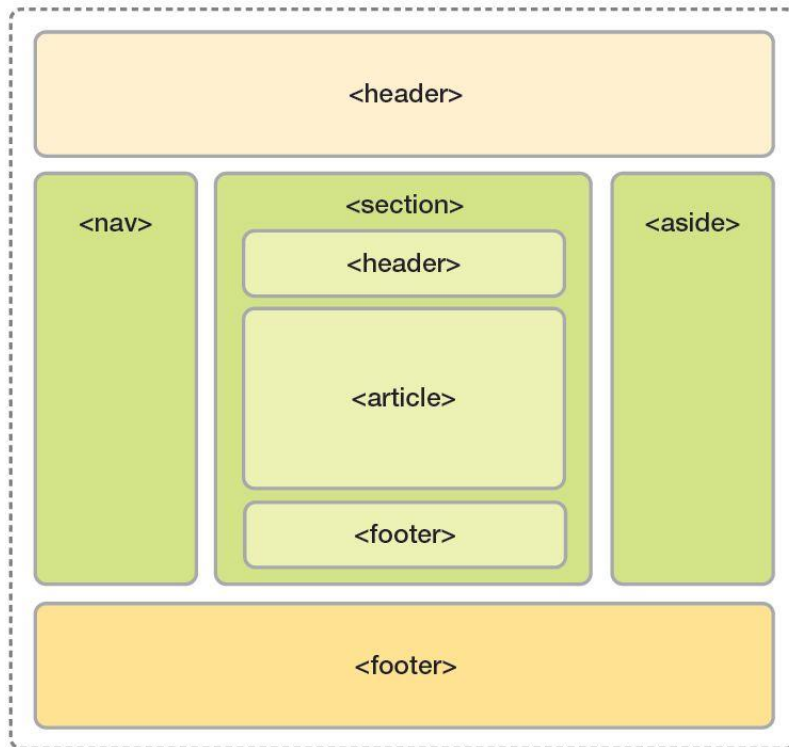 <header>
<nav>
<section>
<header>
<article>
<footer>
<aside>
<footer>